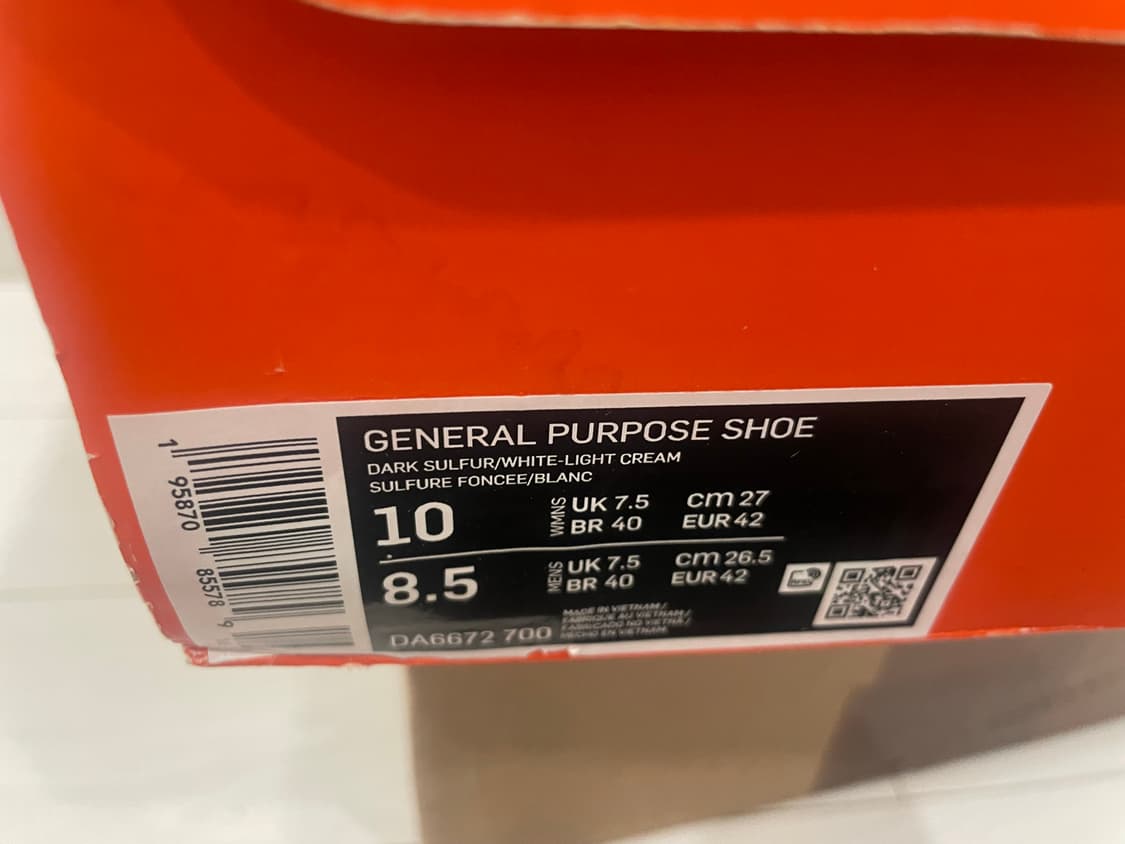 GENERAL PURPOSE SHOE
DARK SULFUR/WHITE-LIGHT CREAM
SULFURE FONCEE/BLANC
10
WMNS
UK 7.5 cm 27
BR 40 EUR 42
8.5
MENS
UK 7.5 cm 26.5
BR 40 EUR 42
DA6672 700
MADE IN VIETNAM/
FABRIQUE AU VIETNAM/
FABRICADO NO VIETNA/
HECHO EN VIETNAM
1 95870 85578 9